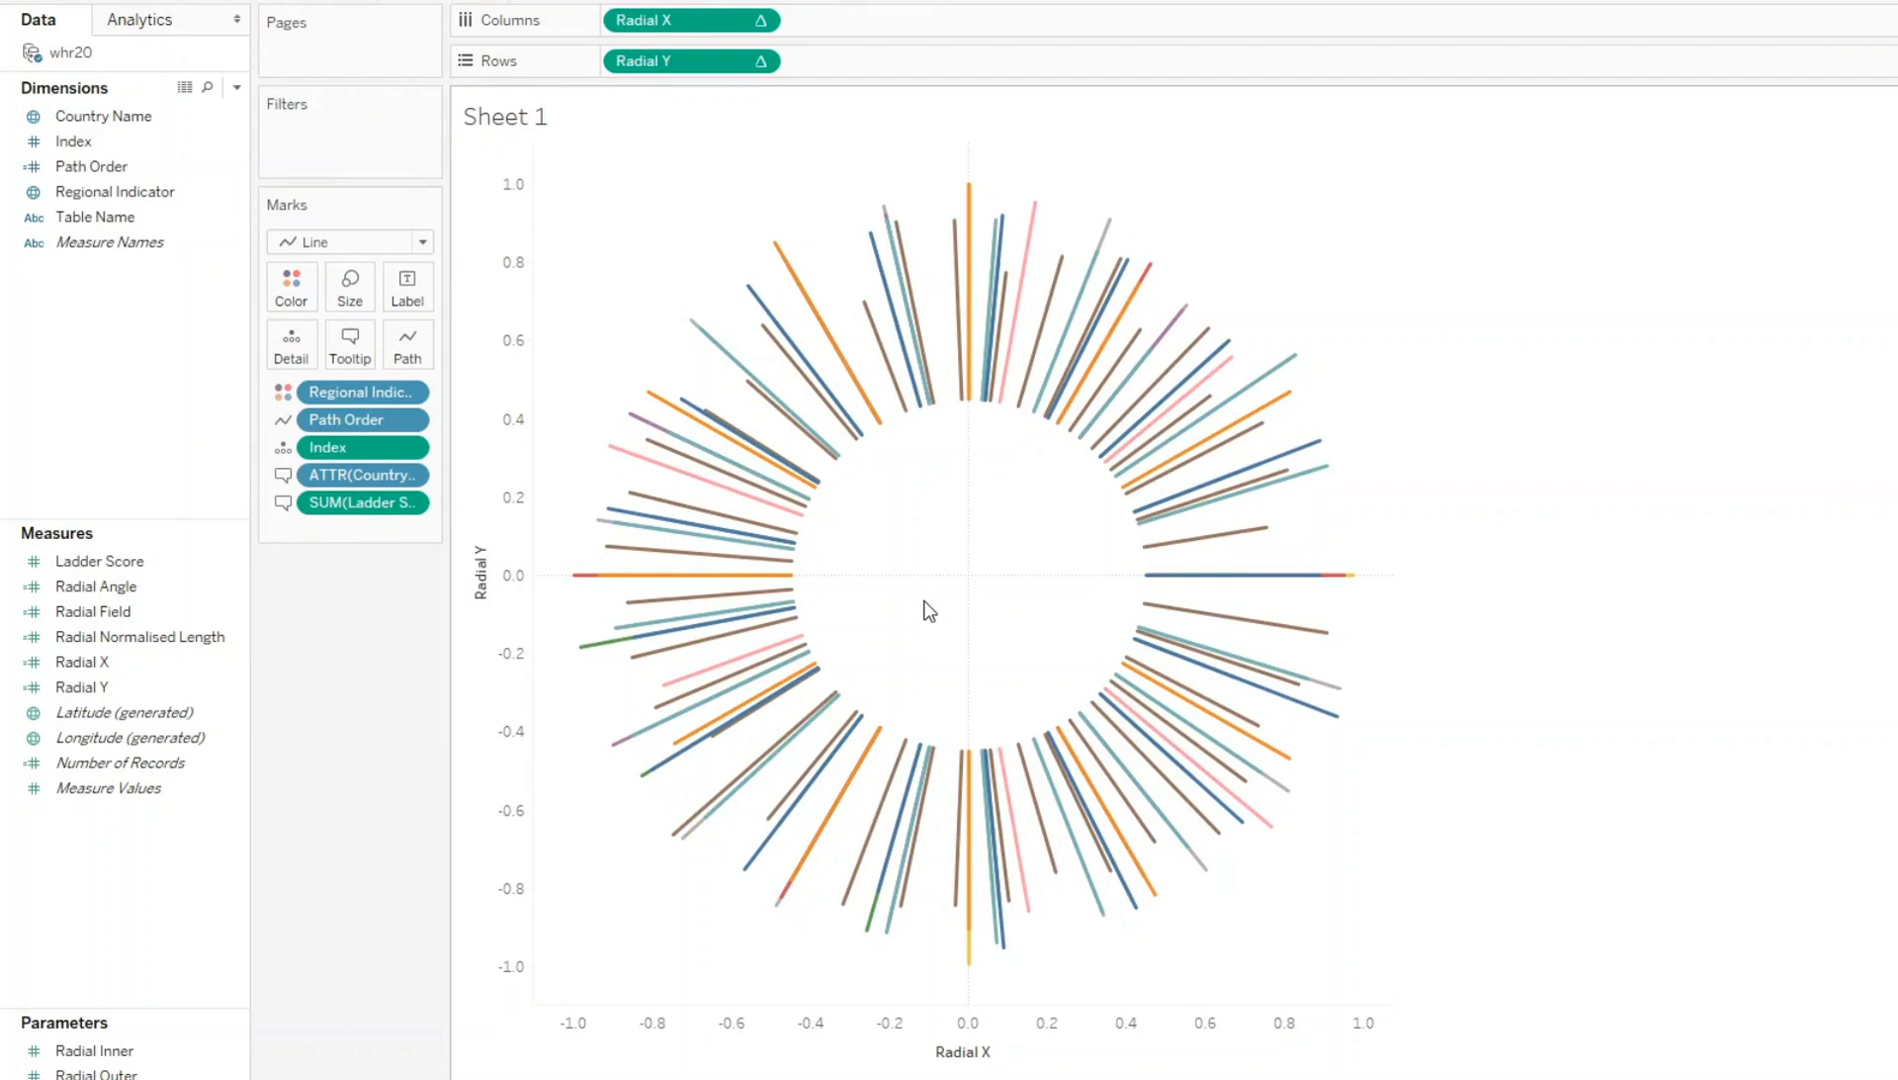 Data
Analytics
whr20
Dimensions
Country Name
Index
Path Order
Regional Indicator
Abc Table Name
Abc Measure Names
Measures
Ladder Score
Radial Angle
Radial Field
Radial Normalised Length
Radial X
Radial Y
Latitude (generated)
Longitude (generated)
Number of Records
Measure Values
Parameters
Radial Inner
Radial Outer
Pages
Filters
Marks
Line
Color
Size
Label
Detail
Tooltip
Path
Regional Indic..
Path Order
Index
ATTR(Country..
SUM(Ladder S..
Columns
Radial X
Rows
Radial Y
Sheet 1
1.0
0.8
0.6
0.4
0.2
0.0
-0.2
-0.4
-0.6
-0.8
-1.0
Radial Y
-1.0 -0.8 -0.6 -0.4 -0.2 0.0 0.2 0.4 0.6 0.8 1.0
Radial X